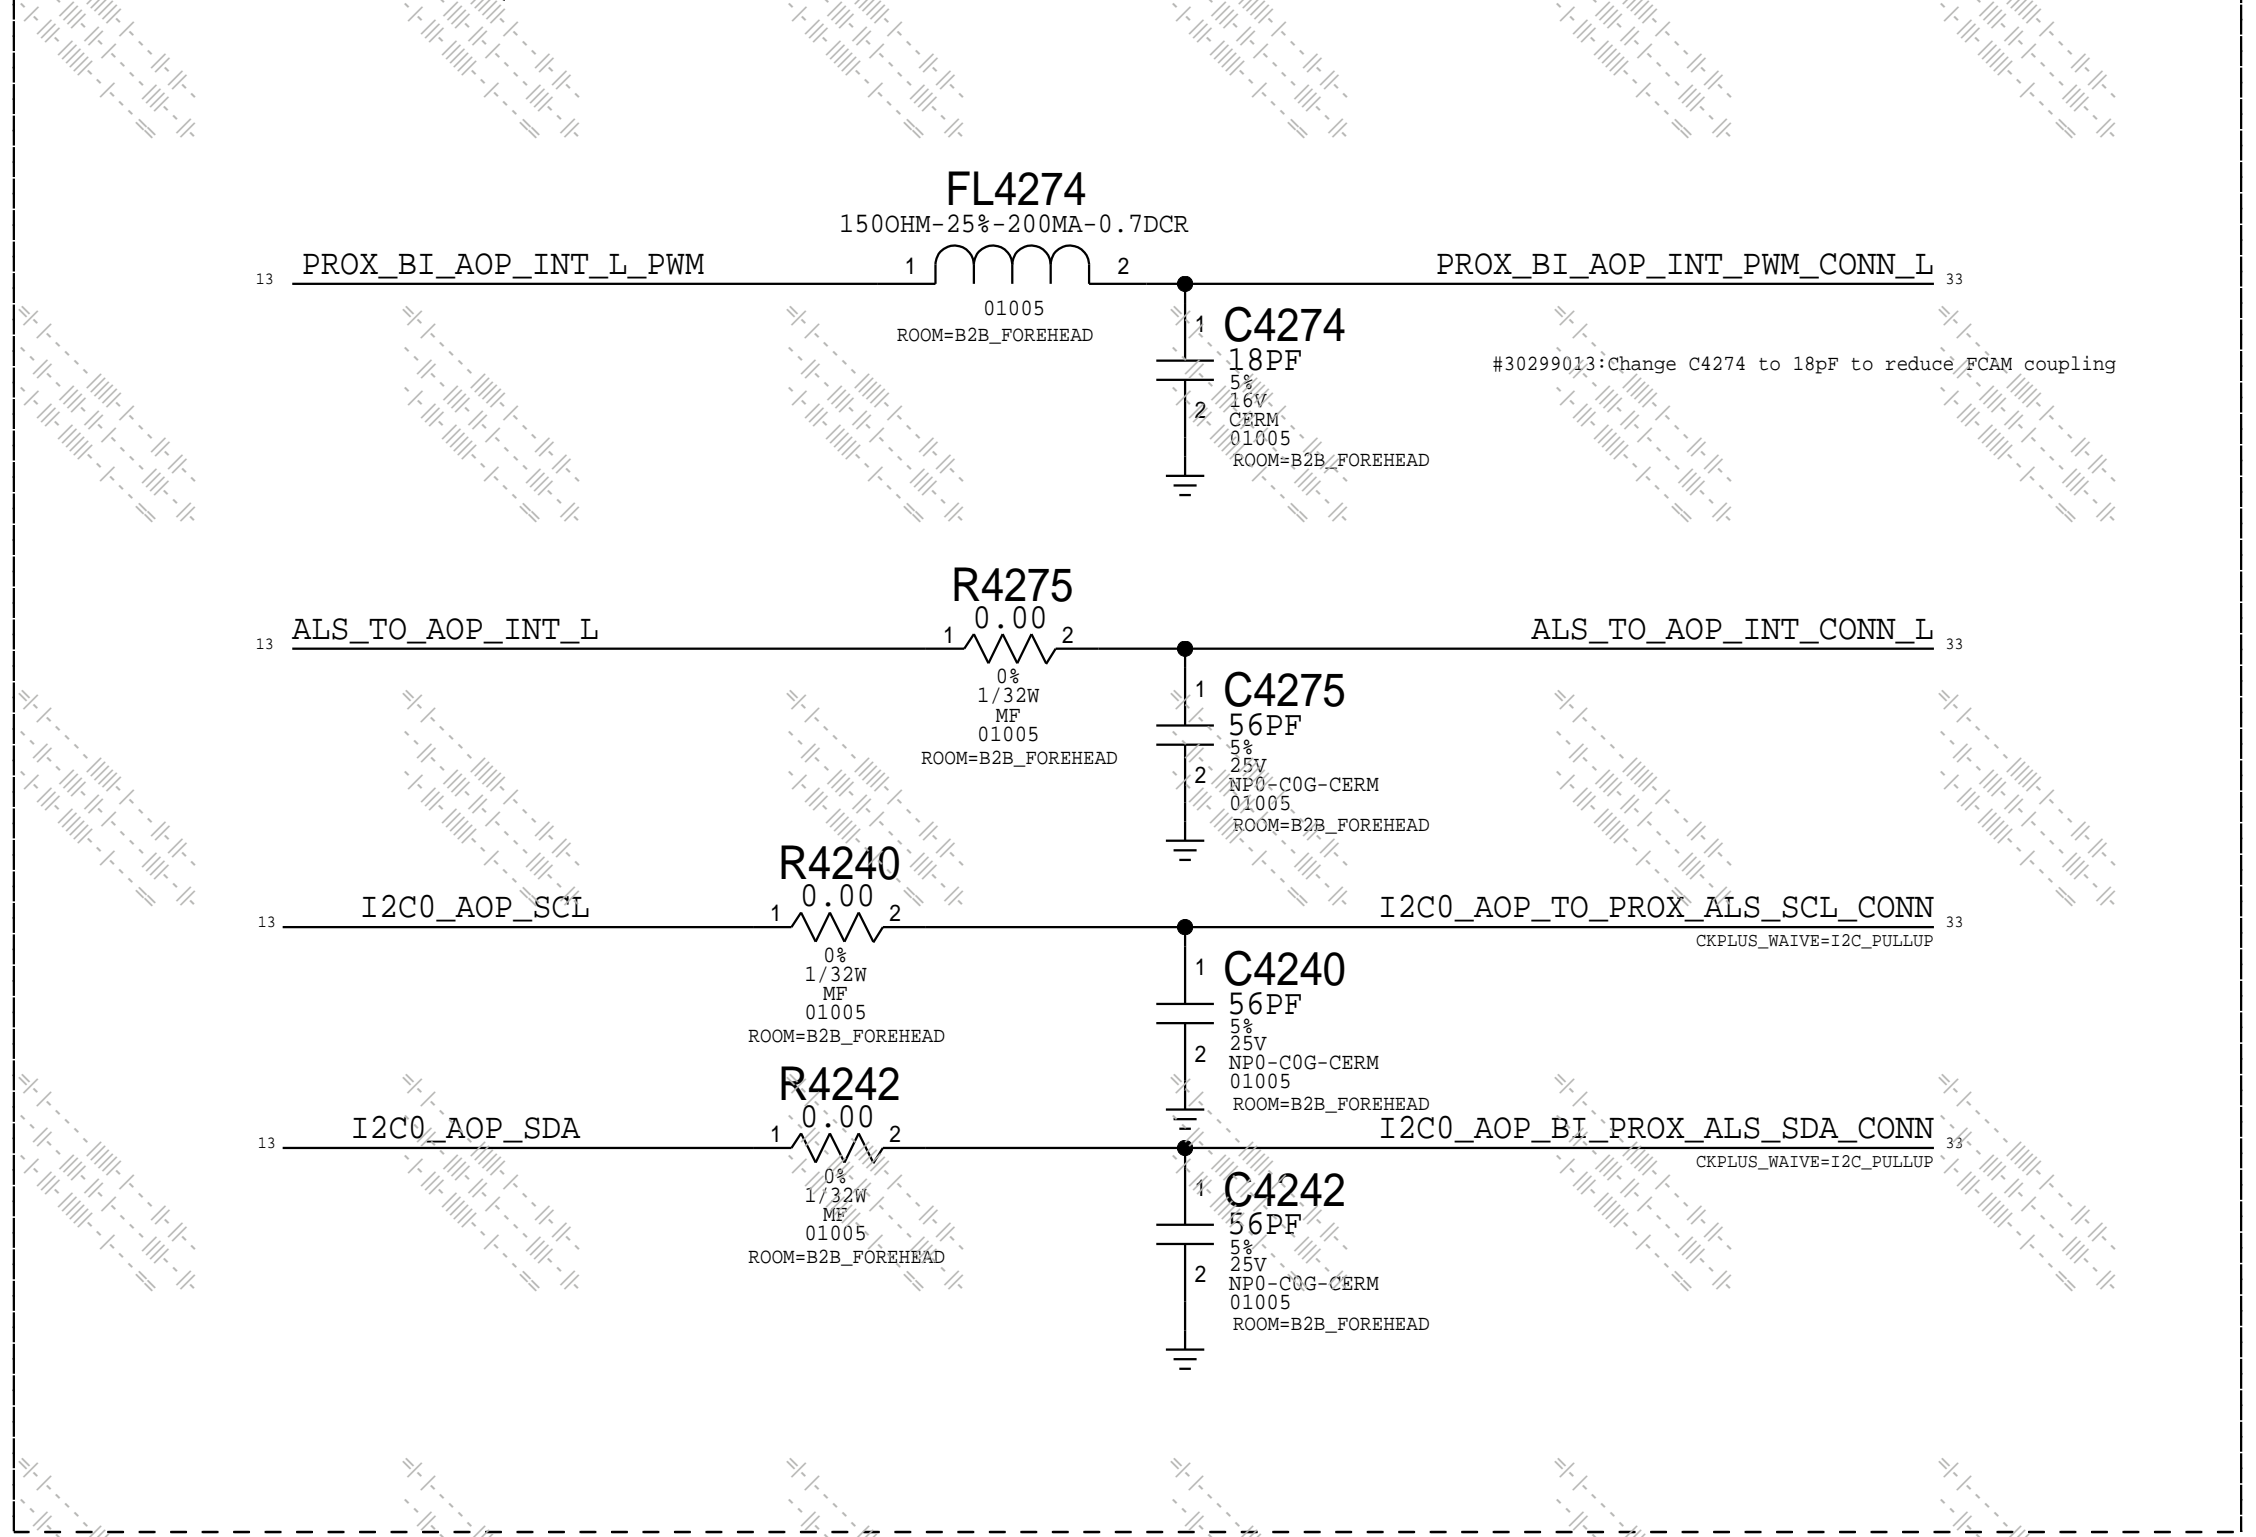 FL4274
150OHM-25%-200MA-0.7DCR
13 PROX_BI_AOP_INT_L_PWM 1 2 PROX_BI_AOP_INT_PWM_CONN_L 33
01005
ROOM=B2B_FOREHEAD
1 C4274
18PF
#30299013:Change C4274 to 18pF to reduce FCAM coupling
5%
16V
2
CERM
01005
ROOM=B2B_FOREHEAD
R4275
0.00
13 ALS_TO_AOP_INT_L 1 2 ALS_TO_AOP_INT_CONN_L 33
0%
1/32W
MF
01005
ROOM=B2B_FOREHEAD
1 C4275
56PF
5%
25V
2
NP0-C0G-CERM
01005
ROOM=B2B_FOREHEAD
R4240
0.00
13 I2C0_AOP_SCL 1 2 I2C0_AOP_TO_PROX_ALS_SCL_CONN 33
CKPLUS_WAIVE=I2C_PULLUP
0%
1/32W
MF
01005
ROOM=B2B_FOREHEAD
1 C4240
56PF
5%
25V
2
NP0-C0G-CERM
01005
ROOM=B2B_FOREHEAD
R4242
0.00
13 I2C0_AOP_SDA 1 2 I2C0_AOP_BI_PROX_ALS_SDA_CONN 33
CKPLUS_WAIVE=I2C_PULLUP
0%
1/32W
MF
01005
ROOM=B2B_FOREHEAD
1 C4242
56PF
5%
25V
2
NP0-C0G-CERM
01005
ROOM=B2B_FOREHEAD